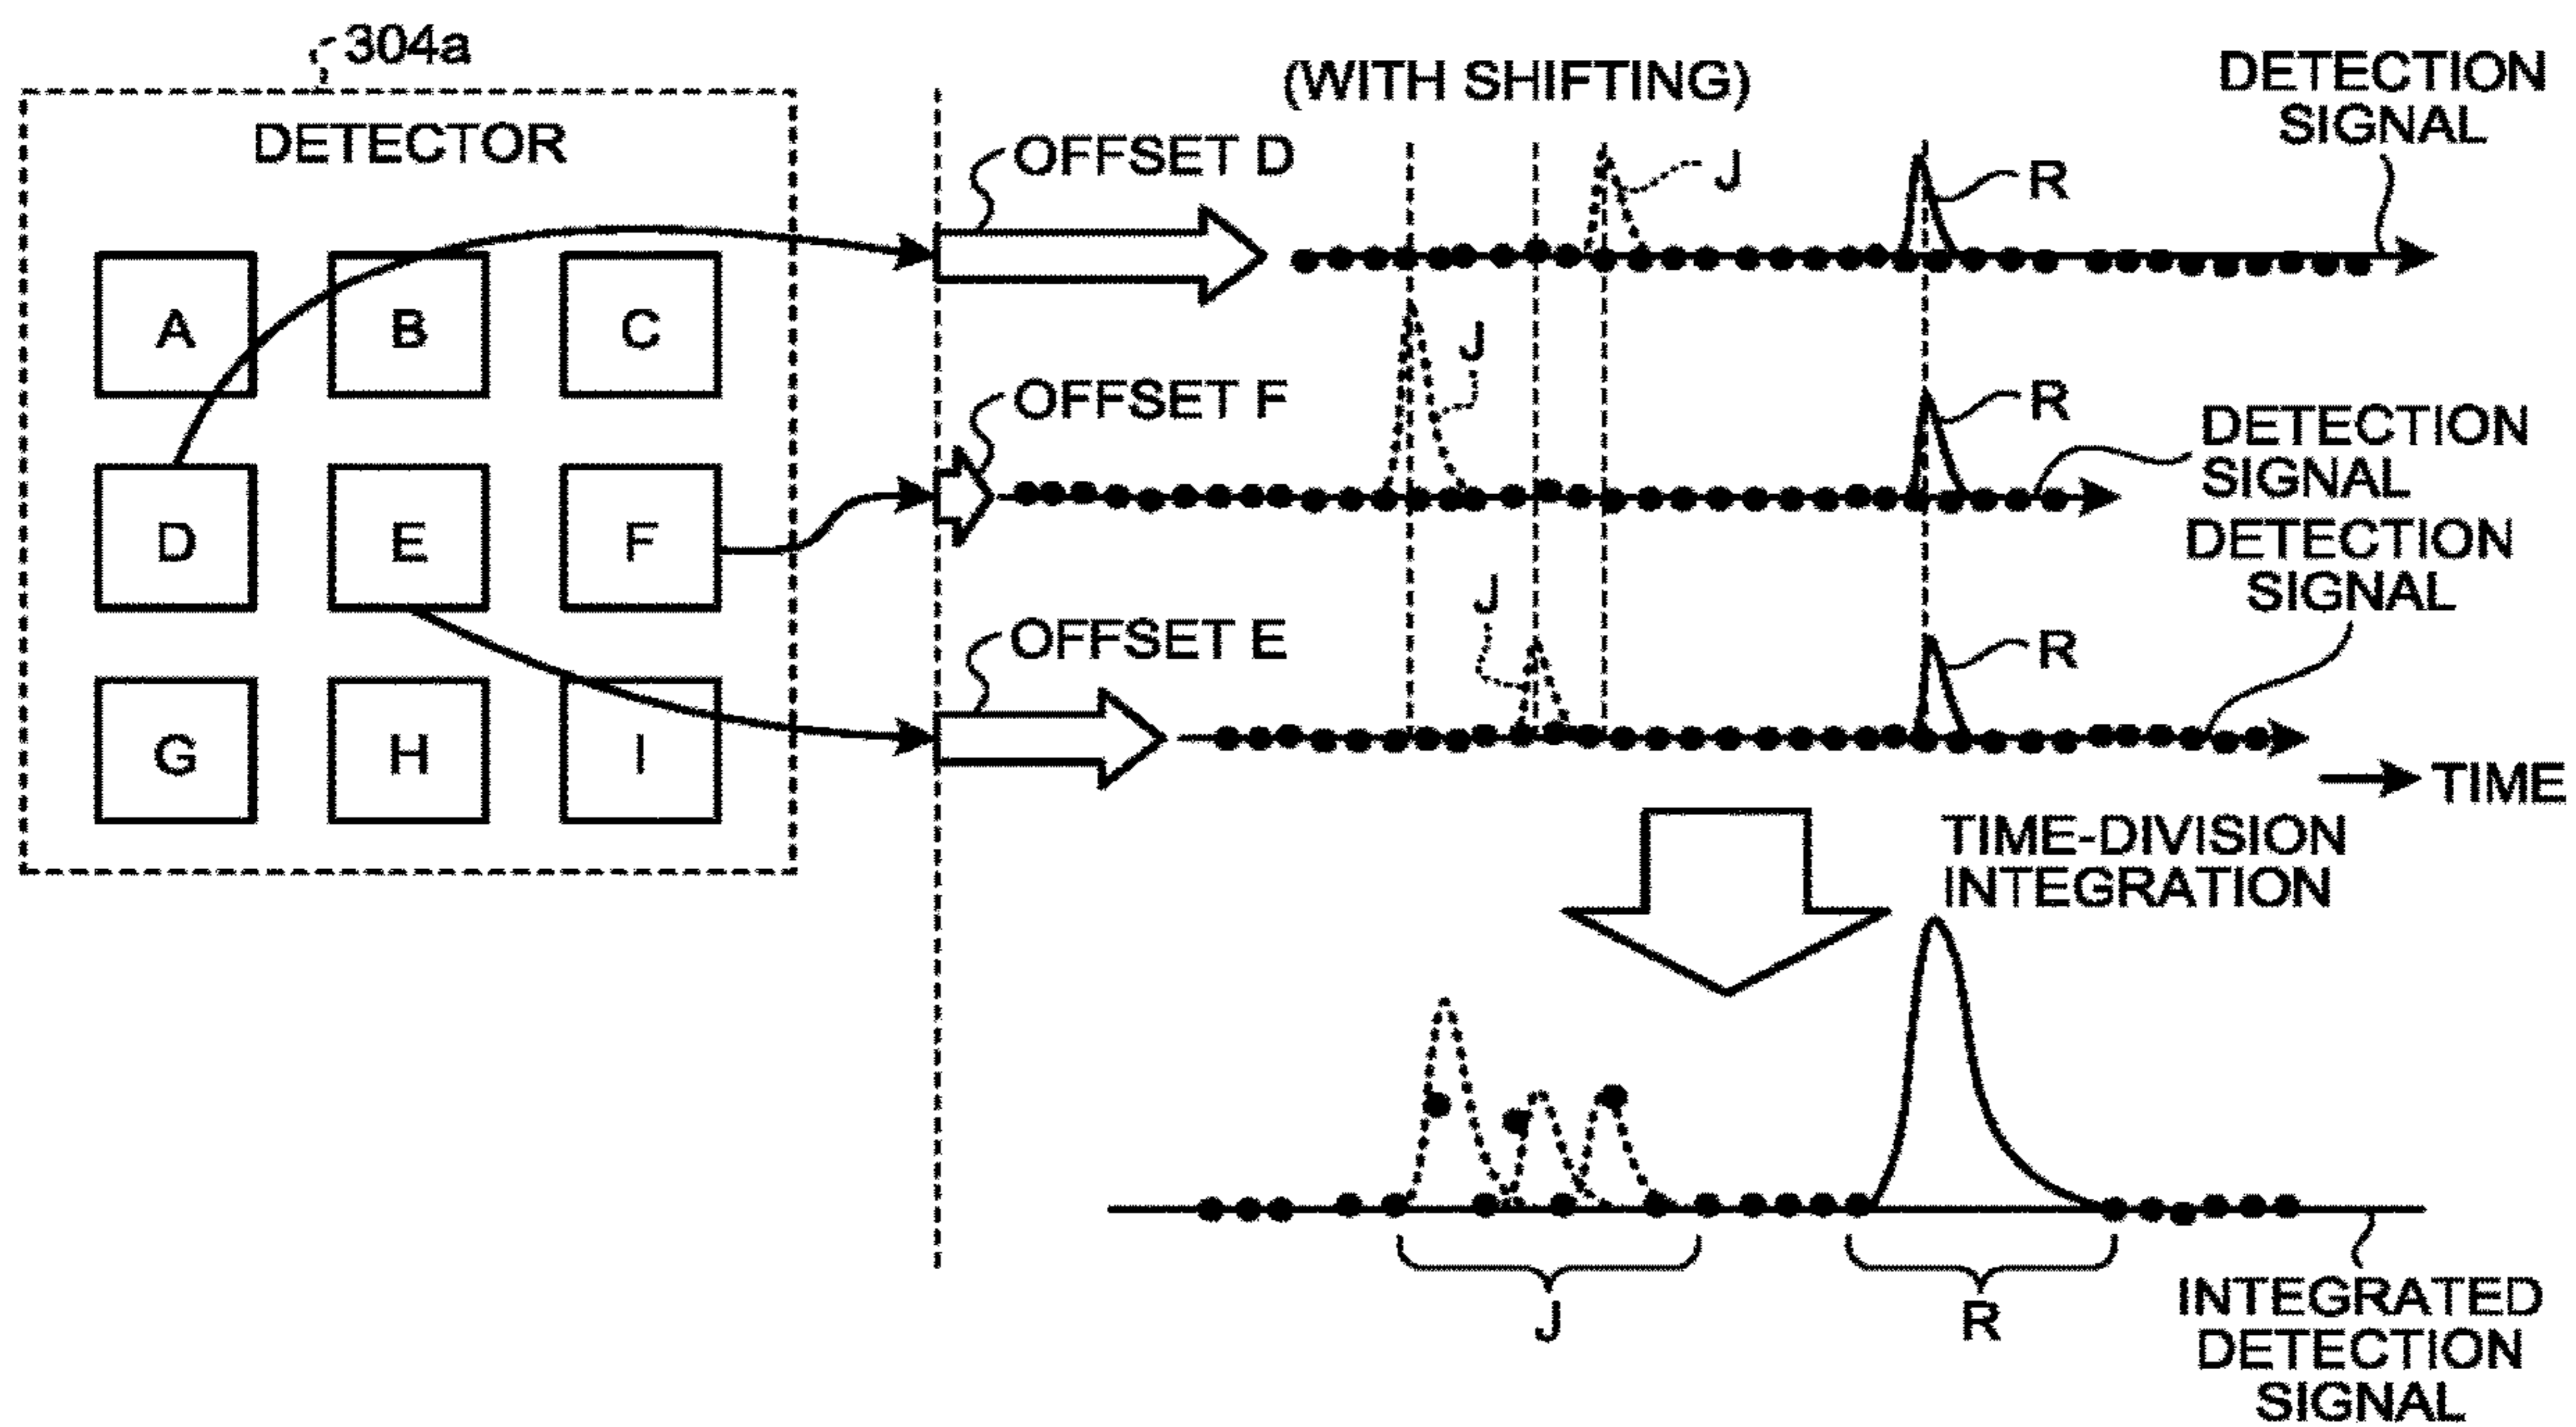 304a
DETECTOR
A B C
D E F
G H I
(WITH SHIFTING)
OFFSET D
J
R
DETECTION
SIGNAL
OFFSET F
J
R
DETECTION
SIGNAL
OFFSET E
J
R
DETECTION
SIGNAL
TIME
TIME-DIVISION
INTEGRATION
J
R
INTEGRATED
DETECTION
SIGNAL